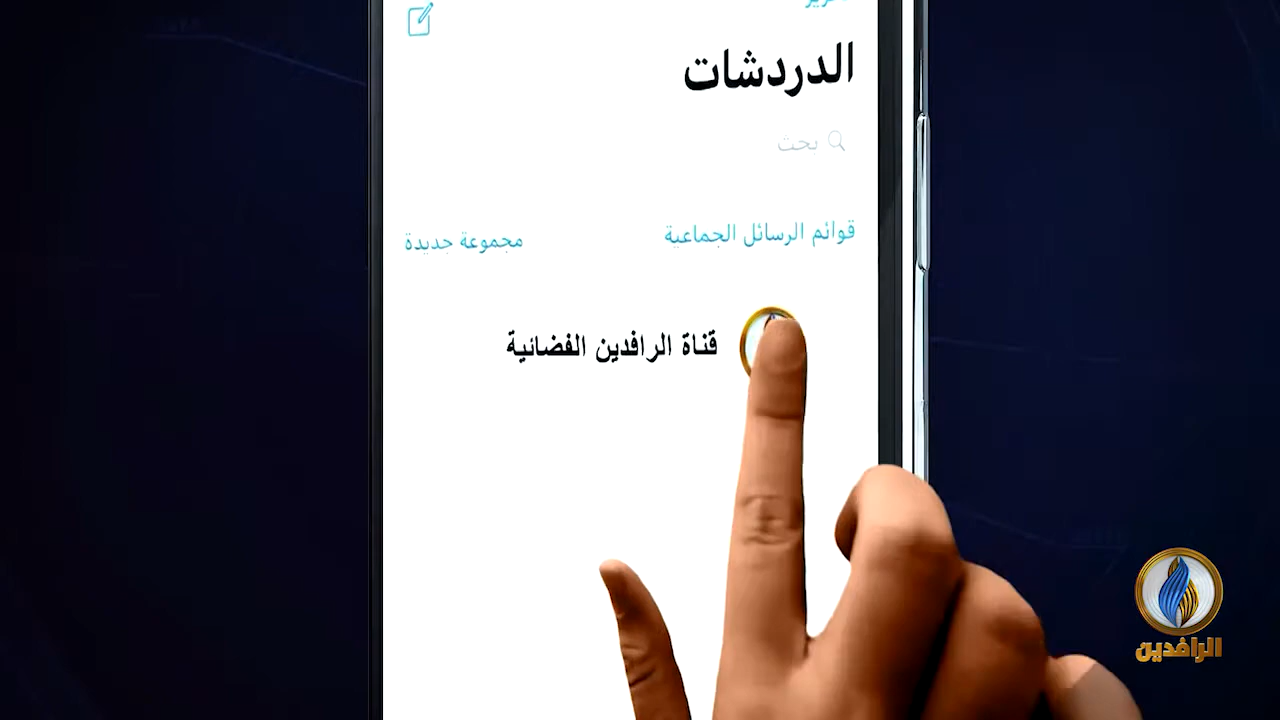 الدردشات
بحث
قوائم الرسائل الجماعية مجموعة جديدة
قناة الرافدين الفضائية
الرافدين